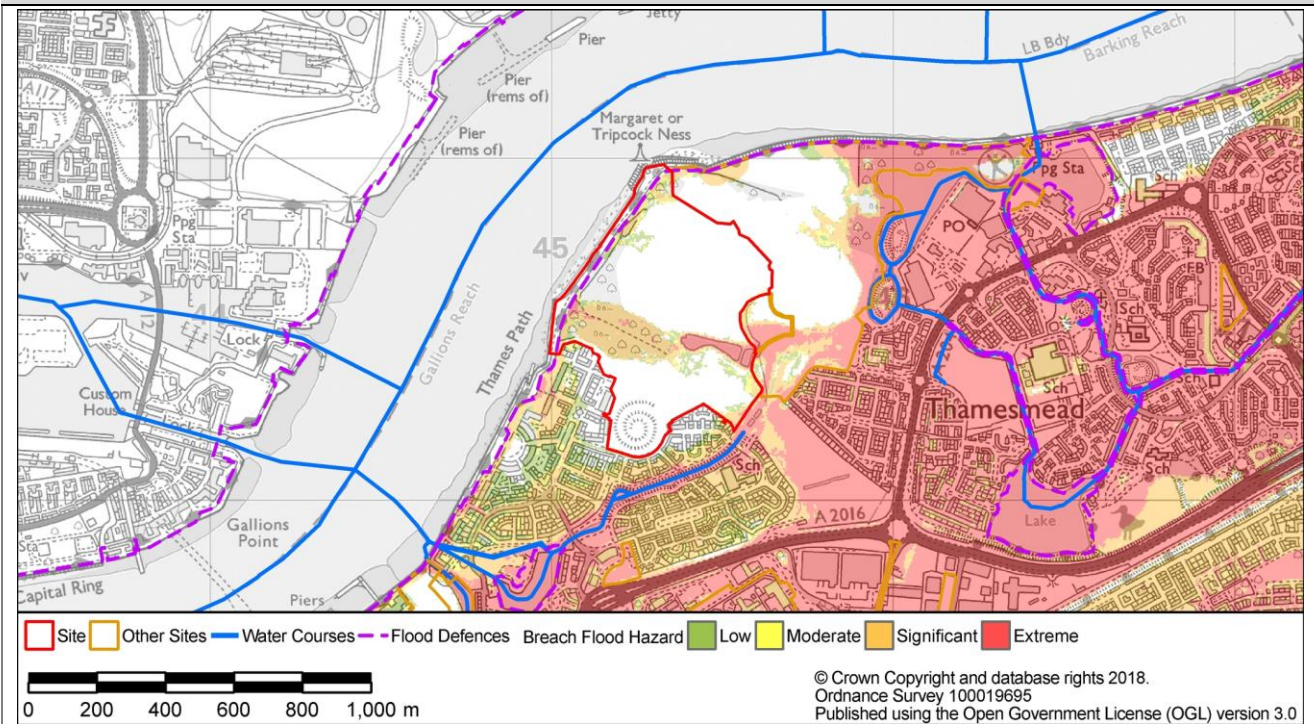 Jetty
Pier
LB Bdy
Barking Reach
A117
Pier
(rems of)
Margaret or
Tripcock Ness
Pier
(rems of)
Ppg Sta
Sch
Ppg
Sta
PO
45
FB
44
A112
Lock
Gallions Reach
Thames Path
Sch
Sch
Custom
House
Thamesmead
Sch
Sch
Sch
Gallions
Point
A 2016
Lake
Sta
Capital Ring
Piers
Site Other Sites Water Courses Flood Defences Breach Flood Hazard Low Moderate Significant Extreme
0 200 400 600 800 1,000 m
© Crown Copyright and database rights 2018.
Ordnance Survey 100019695
Published using the Open Government License (OGL) version 3.0